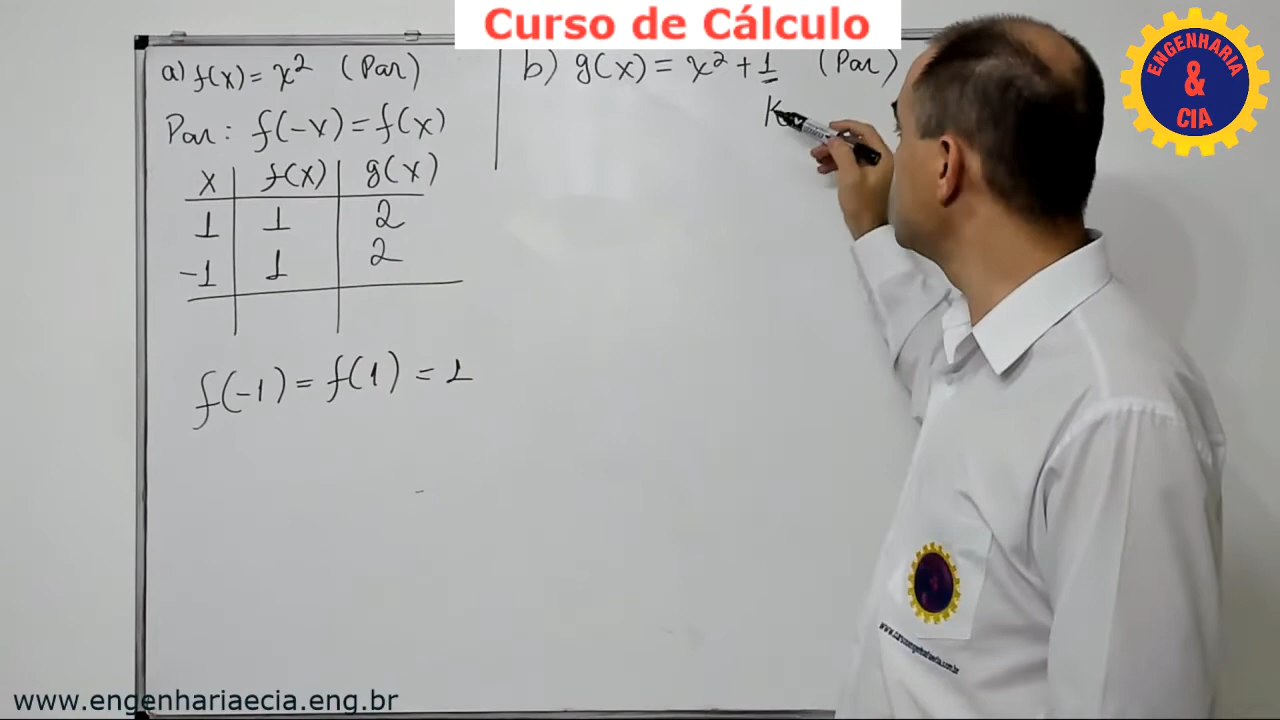 Curso de Cálculo
ENGENHARIA
&
CIA
a) f(x) = x² (Par)
Par: f(-x) = f(x)
x f(x) g(x)
1 1 2
-1 1 2
f(-1) = f(1) = 1
b) g(x) = x² + 1 (Par)
K
www.engenhariaecia.eng.br